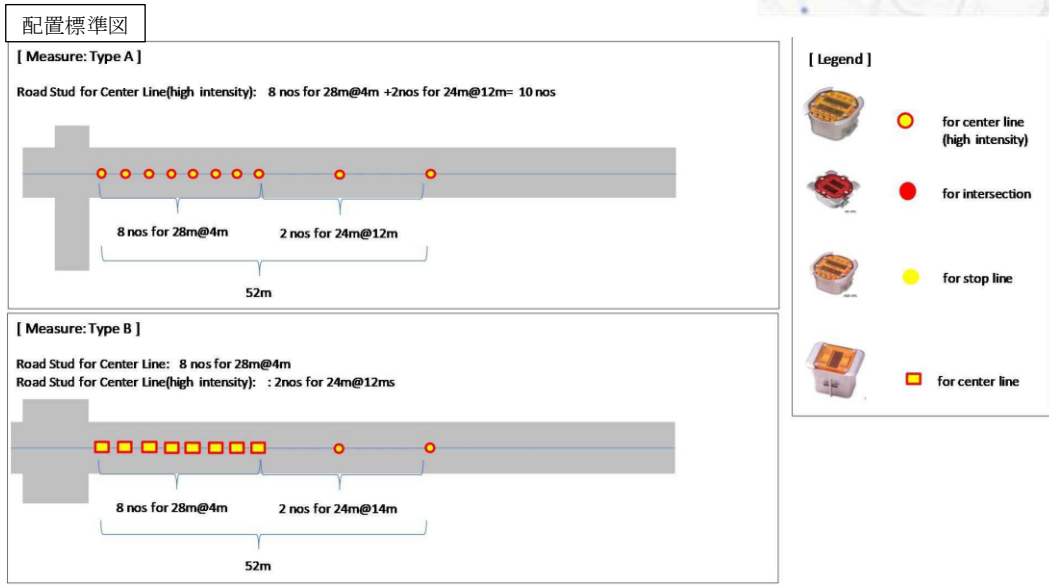 配置標準図
[ Measure: Type A ]
Road Stud for Center Line(high intensity): 8 nos for 28m@4m +2nos for 24m@12m= 10 nos
8 nos for 28m@4m
2 nos for 24m@12m
52m
[ Measure: Type B ]
Road Stud for Center Line: 8 nos for 28m@4m
Road Stud for Center Line(high intensity): : 2nos for 24m@12ms
8 nos for 28m@4m
2 nos for 24m@14m
52m
[ Legend ]
for center line
(high intensity)
for intersection
for stop line
for center line